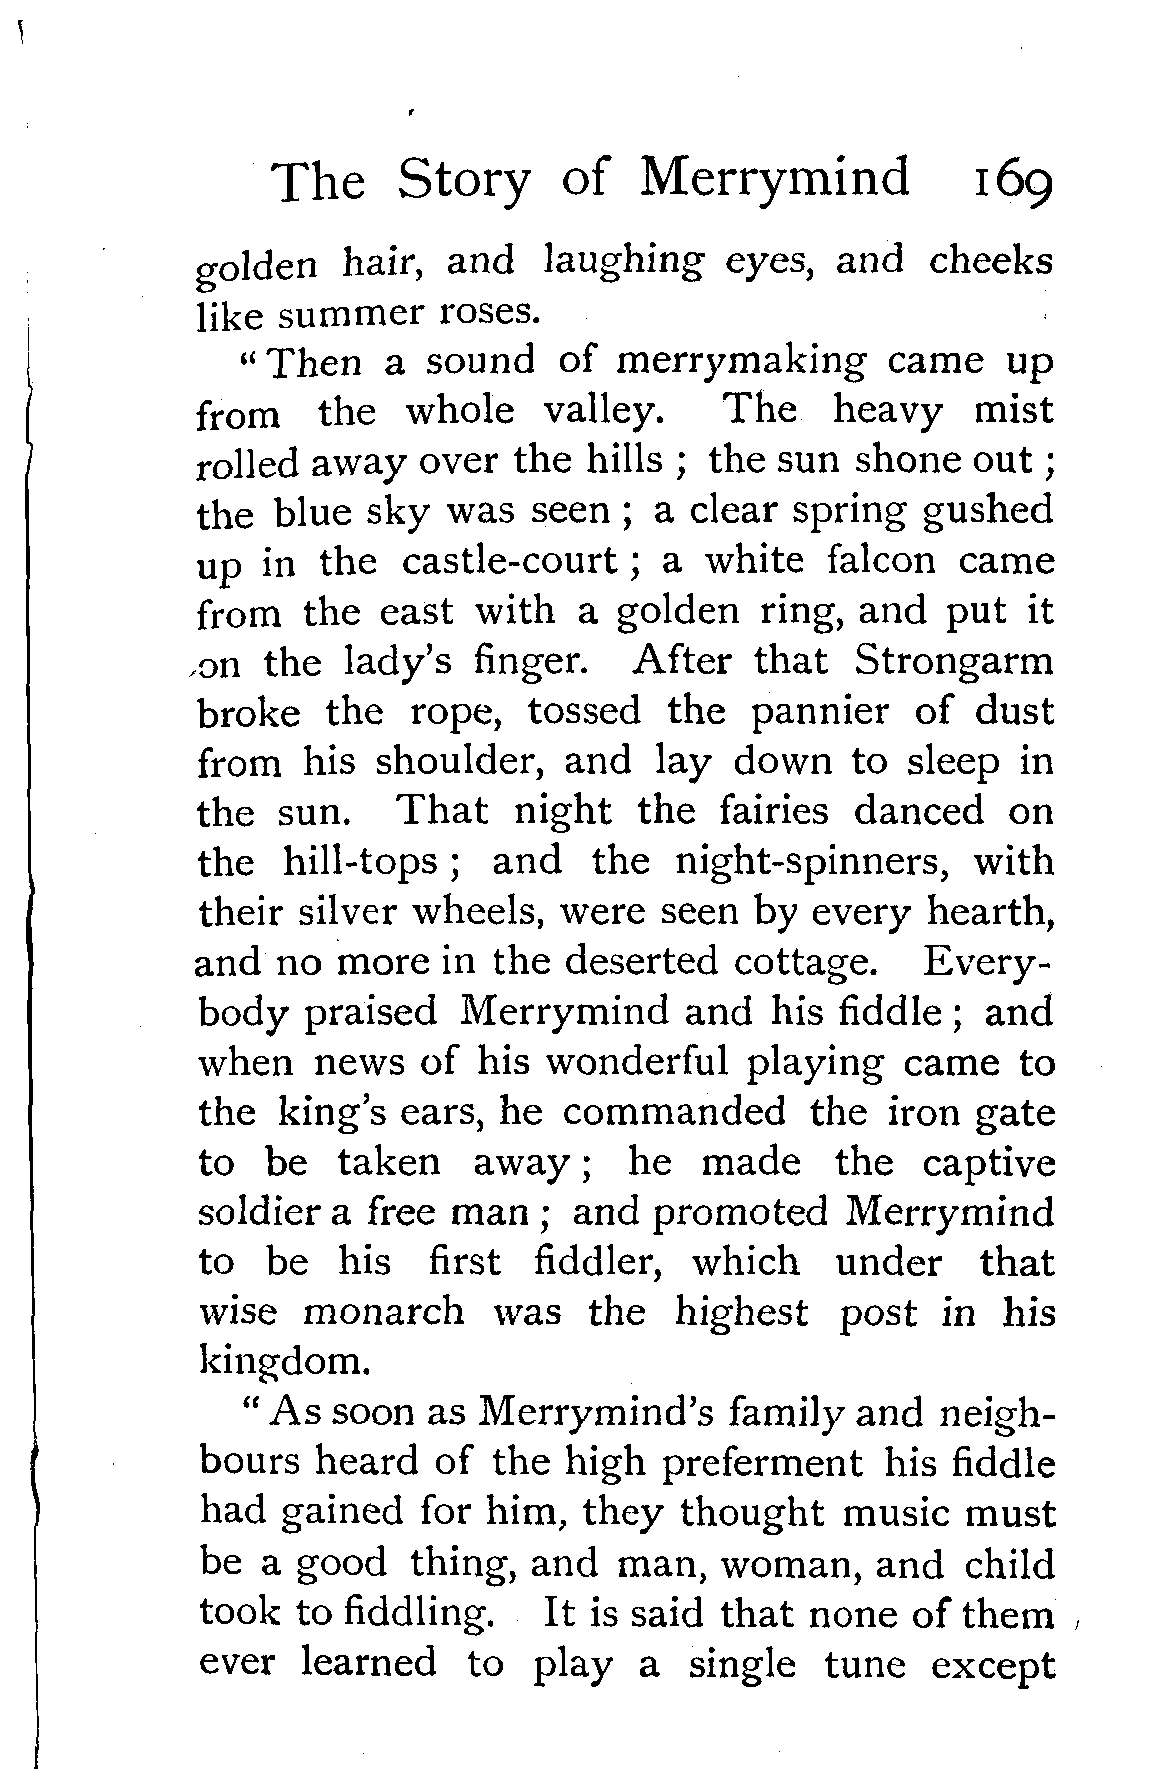 The Story of Merrymind 169
golden hair, and laughing eyes, and cheeks
like summer roses.
“ Then a sound of merrymaking came up
from the whole valley. The heavy mist
rolled away over the hills ; the sun shone out ;
the blue sky was seen ; a clear spring gushed
up in the castle-court ; a white falcon came
from the east with a golden ring, and put it
on the lady’s finger. After that Strongarm
broke the rope, tossed the pannier of dust
from his shoulder, and lay down to sleep in
the sun. That night the fairies danced on
the hill-tops ; and the night-spinners, with
their silver wheels, were seen by every hearth,
and no more in the deserted cottage. Every-
body praised Merrymind and his fiddle ; and
when news of his wonderful playing came to
the king’s ears, he commanded the iron gate
to be taken away ; he made the captive
soldier a free man ; and promoted Merrymind
to be his first fiddler, which under that
wise monarch was the highest post in his
kingdom.
“ As soon as Merrymind’s family and neigh-
bours heard of the high preferment his fiddle
had gained for him, they thought music must
be a good thing, and man, woman, and child
took to fiddling. It is said that none of them
ever learned to play a single tune except